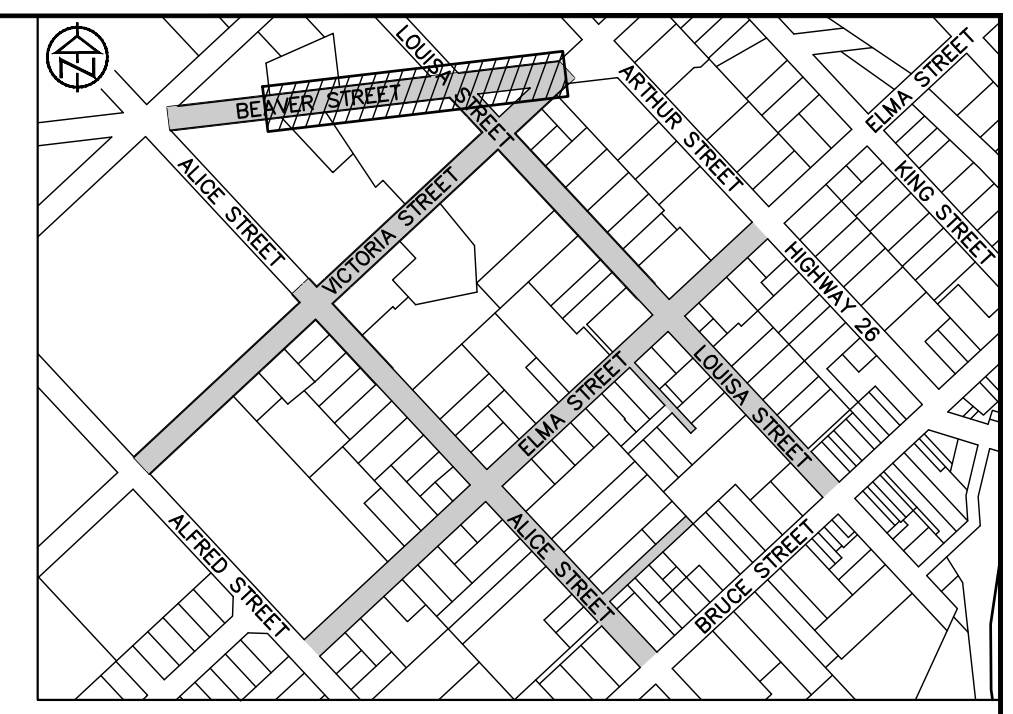 N
LOUISA STREET
BEAVER STREET
ARTHUR STREET
ELMA STREET
KING STREET
ALICE STREET
VICTORIA STREET
HIGHWAY 26
LOUISA STREET
ELMA STREET
ALFRED STREET
ALICE STREET
BRUCE STREET